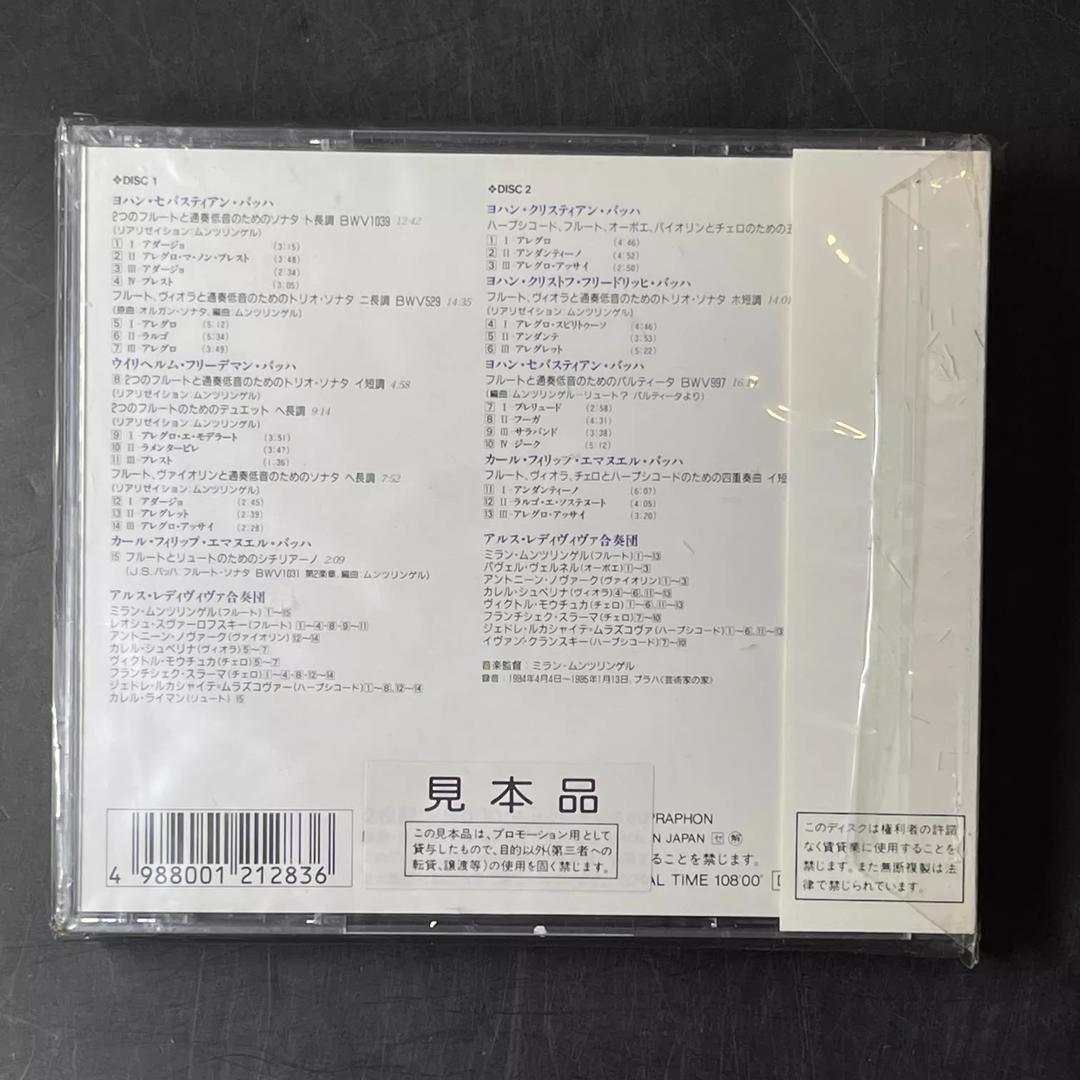 ❖DISC 1
ヨハン・セバスティアン・バッハ
2つのフルートと通奏低音のためのソナタ ト長調 BWV1039 12:42
(リアリゼイション:ムンツリンゲル)
1 I-アダージョ (3:15)
2 II-アレグロ・マ・ノン・プレスト (3:48)
3 III-アダージョ (2:34)
4 IV-プレスト (3:05)
フルート、ヴィオラと通奏低音のためのトリオ・ソナタ ニ長調 BWV529 14:35
(原曲:オルガン・ソナタ、編曲:ムンツリンゲル)
5 I-アレグロ (5:12)
6 II-ラルゴ (5:34)
7 III-アレグロ (3:49)
ウイリヘルム・フリーデマン・バッハ
8 2つのフルートと通奏低音のためのトリオ・ソナタ イ短調 4:58
(リアリゼイション:ムンツリンゲル)
2つのフルートのためのデュエット ヘ長調 9:14
(リアリゼイション:ムンツリンゲル)
9 I-アレグロ・エ・モデラート (3:51)
10 II-ラメンタービレ (3:47)
11 III-プレスト (1:36)
フルート、ヴァイオリンと通奏低音のためのソナタ ヘ長調 7:52
(リアリゼイション:ムンツリンゲル)
12 I アダージョ (2:45)
13 II-アレグレット (2:39)
14 III-アレグロ・アッサイ (2:28)
カール・フィリップ・エマヌエル・バッハ
15 フルートとリュートのためのシチリアーノ 2:09
(J.S.バッハ、フルート・ソナタ BWV1031 第2楽章、編曲:ムンツリンゲル)
アルス・レディヴィヴァ合奏団
ミラン・ムンツリンゲル(フルート) 1~15
レオシュ・スヴァーロフスキー(フルート) 1~4・8・9~11
アントニーン・ノヴァーク(ヴァイオリン) 12~14
カレル・シュペリナ(ヴィオラ) 5~7
ヴィクトル・モウチュカ(チェロ) 5~7
フランチシェク・スラーマ(チェロ) 1~4・8・12~14
ジェドレ・ルカシャイテ=ムラズコヴァー(ハープシコード) 1~8、12~14
カレル・ライマン(リュート) 15
❖DISC 2
ヨハン・クリスティアン・バッハ
ハープシコード、フルート、オーボエ、バイオリンとチェロのための五
1 I-アレグロ (4:46)
2 II-アンダンティーノ (4:52)
3 III-アレグロ・アッサイ (2:50)
ヨハン・クリストフ・フリードリッヒ・バッハ
フルート、ヴィオラと通奏低音のためのトリオ・ソナタ ホ短調 14:01
(リアリゼイション ムンツリンゲル)
4 I アレグロ・スピリトゥーソ (4:46)
5 II-アンダンテ (3:53)
6 III-アレグレット (5:22)
ヨハン・セバスティアン・バッハ
フルートと通奏低音のためのパルティータ BWV997
(編曲:ムンツリンゲル-リュート? パルティータより)
7 I-プレリュード (2:58)
8 II-フーガ (4:31)
9 III-サラバンド (3:38)
10 IV-ジーク (5:12)
カール・フィリップ・エマヌエル・バッハ
フルート、ヴィオラ、チェロとハープシコードのための四重奏曲 イ短
11 I-アンダンティーノ (6:07)
12 II-ラルゴ・エ・ソステヌート (4:05)
13 III-アレグロ・アッサイ (3:20)
アルス・レディヴィヴァ合奏団
ミラン・ムンツリンゲル(フルート) 1~13
パヴェル・ヴェルネル(オーボエ) 1~3
アントニーン・ノヴァーク(ヴァイオリン) 1~3
カレル・シュペリナ(ヴィオラ) 4~6、11~13
ヴィクトル・モウチュカ(チェロ) 1~6、11~13
フランチシェク・スラーマ(チェロ) 7~10
ジェドレ・ルカシャイテ=ムラズコヴァ(ハープシコード) 1~6、11~13
イヴァン・クランスキー(ハープシコード) 7~10
音楽監督:ミラン・ムンツリンゲル
録音:1984年4月4日~1985年1月13日、プラハ《芸術家の家》
見本品
この見本品は、プロモーション用として
貸与したもので、目的以外(第三者への
転貸、譲渡等)の使用を固く禁じます。
PRAPHON
N JAPAN セ 解
ることを禁じます。
AL TIME 108'00"
4 988001 212836
このディスクは権利者の許諾
なく賃貸業に使用することを
禁じます。また無断複製は法
律で禁じられています。